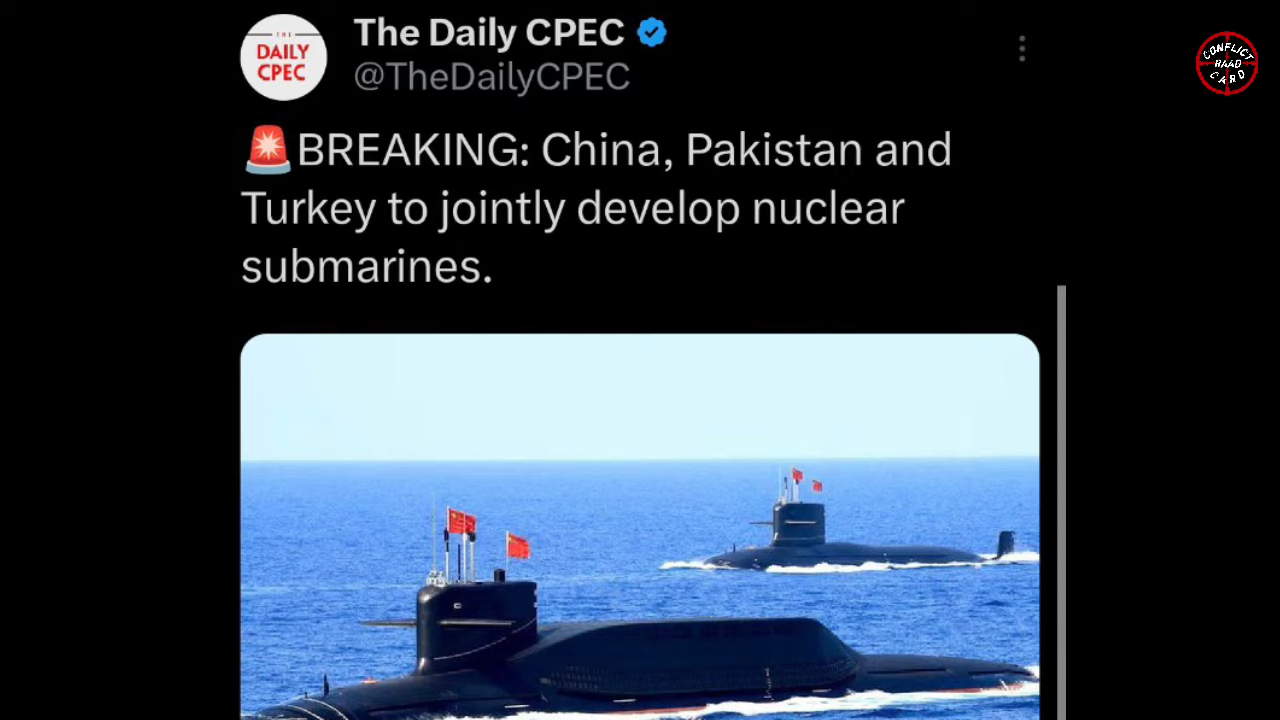 THE
DAILY
CPEC
The Daily CPEC
@TheDailyCPEC
🚨BREAKING: China, Pakistan and
Turkey to jointly develop nuclear
submarines.
CONFLICT
RAAD
CARD